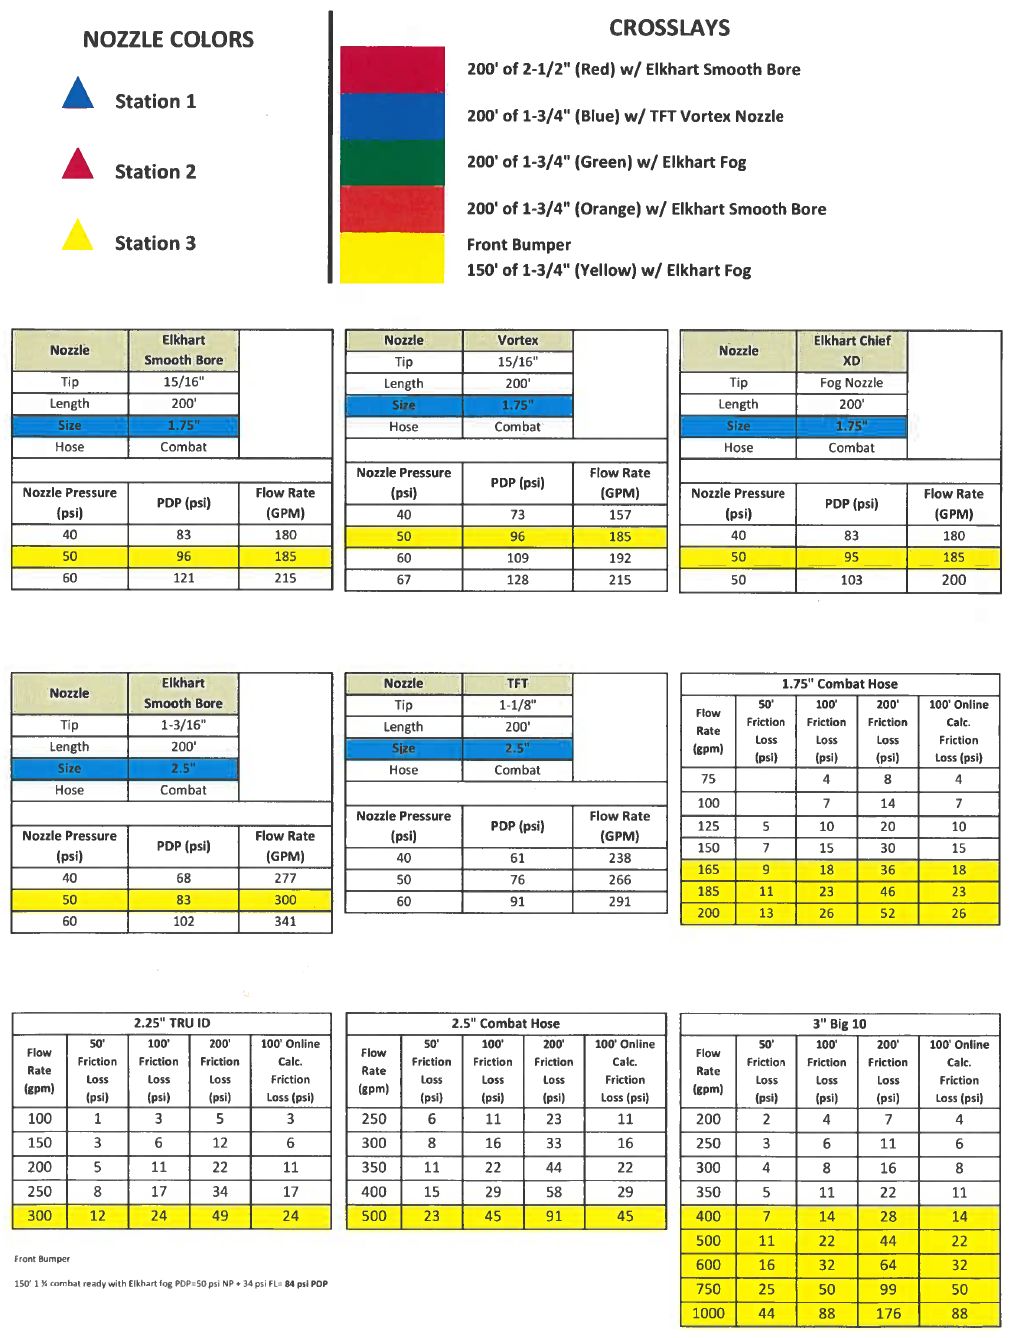 NOZZLE COLORS
Station 1
Station 2
Station 3
CROSSLAYS
200' of 2-1/2" (Red) w/ Elkhart Smooth Bore
200' of 1-3/4" (Blue) w/ TFT Vortex Nozzle
200' of 1-3/4" (Green) w/ Elkhart Fog
200' of 1-3/4" (Orange) w/ Elkhart Smooth Bore
Front Bumper
150' of 1-3/4" (Yellow) w/ Elkhart Fog
Nozzle Elkhart Smooth Bore
Tip 15/16"
Length 200'
Size 1.75"
Hose Combat
Nozzle Pressure (psi) PDP (psi) Flow Rate (GPM)
40 83 180
50 96 185
60 121 215
Nozzle Vortex
Tip 15/16"
Length 200'
Size 1.75"
Hose Combat
Nozzle Pressure (psi) PDP (psi) Flow Rate (GPM)
40 73 157
50 96 185
60 109 192
67 128 215
Nozzle Elkhart Chief XD
Tip Fog Nozzle
Length 200'
Size 1.75"
Hose Combat
Nozzle Pressure (psi) PDP (psi) Flow Rate (GPM)
40 83 180
50 95 185
50 103 200
Nozzle Elkhart Smooth Bore
Tip 1-3/16"
Length 200'
Size 2.5"
Hose Combat
Nozzle Pressure (psi) PDP (psi) Flow Rate (GPM)
40 68 277
50 83 300
60 102 341
Nozzle TFT
Tip 1-1/8"
Length 200'
Size 2.5"
Hose Combat
Nozzle Pressure (psi) PDP (psi) Flow Rate (GPM)
40 61 238
50 76 266
60 91 291
1.75" Combat Hose
Flow Rate (gpm) 50' Friction Loss (psi) 100' Friction Loss (psi) 200' Friction Loss (psi) 100' Online Calc. Friction Loss (psi)
75 4 8 4
100 7 14 7
125 5 10 20 10
150 7 15 30 15
165 9 18 36 18
185 11 23 46 23
200 13 26 52 26
2.25" TRU ID
Flow Rate (gpm) 50' Friction Loss (psi) 100' Friction Loss (psi) 200' Friction Loss (psi) 100' Online Calc. Friction Loss (psi)
100 1 3 5 3
150 3 6 12 6
200 5 11 22 11
250 8 17 34 17
300 12 24 49 24
2.5" Combat Hose
Flow Rate (gpm) 50' Friction Loss (psi) 100' Friction Loss (psi) 200' Friction Loss (psi) 100' Online Calc. Friction Loss (psi)
250 6 11 23 11
300 8 16 33 16
350 11 22 44 22
400 15 29 58 29
500 23 45 91 45
3" Big 10
Flow Rate (gpm) 50' Friction Loss (psi) 100' Friction Loss (psi) 200' Friction Loss (psi) 100' Online Calc. Friction Loss (psi)
200 2 4 7 4
250 3 6 11 6
300 4 8 16 8
350 5 11 22 11
400 7 14 28 14
500 11 22 44 22
600 16 32 64 32
750 25 50 99 50
1000 44 88 176 88
Front Bumper
150' 1 ¾ combat ready with Elkhart fog PDP=50 psi NP + 34 psi FL= 84 psi PDP